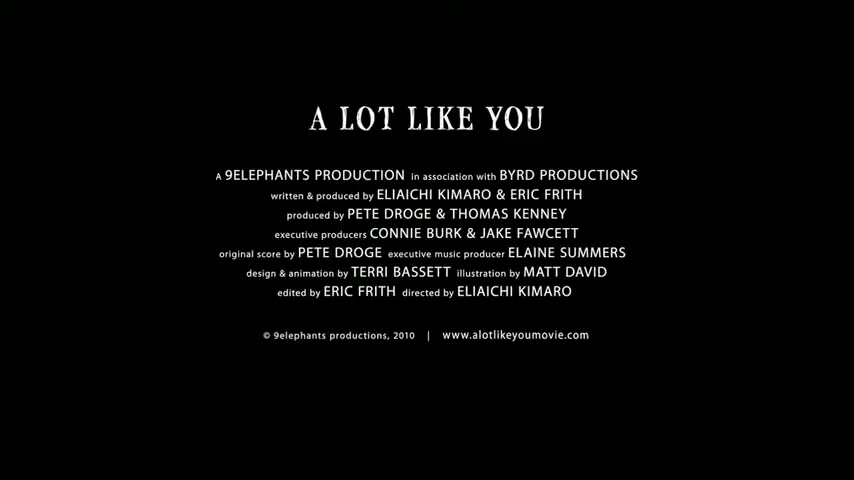 A LOT LIKE YOU
A 9ELEPHANTS PRODUCTION in association with BYRD PRODUCTIONS
written & produced by ELIAICHI KIMARO & ERIC FRITH
produced by PETE DROGE & THOMAS KENNEY
executive producers CONNIE BURK & JAKE FAWCETT
original score by PETE DROGE executive music producer ELAINE SUMMERS
design & animation by TERRI BASSETT illustration by MATT DAVID
edited by ERIC FRITH directed by ELIAICHI KIMARO
© 9elephants productions, 2010 | www.alotlikeyoumovie.com